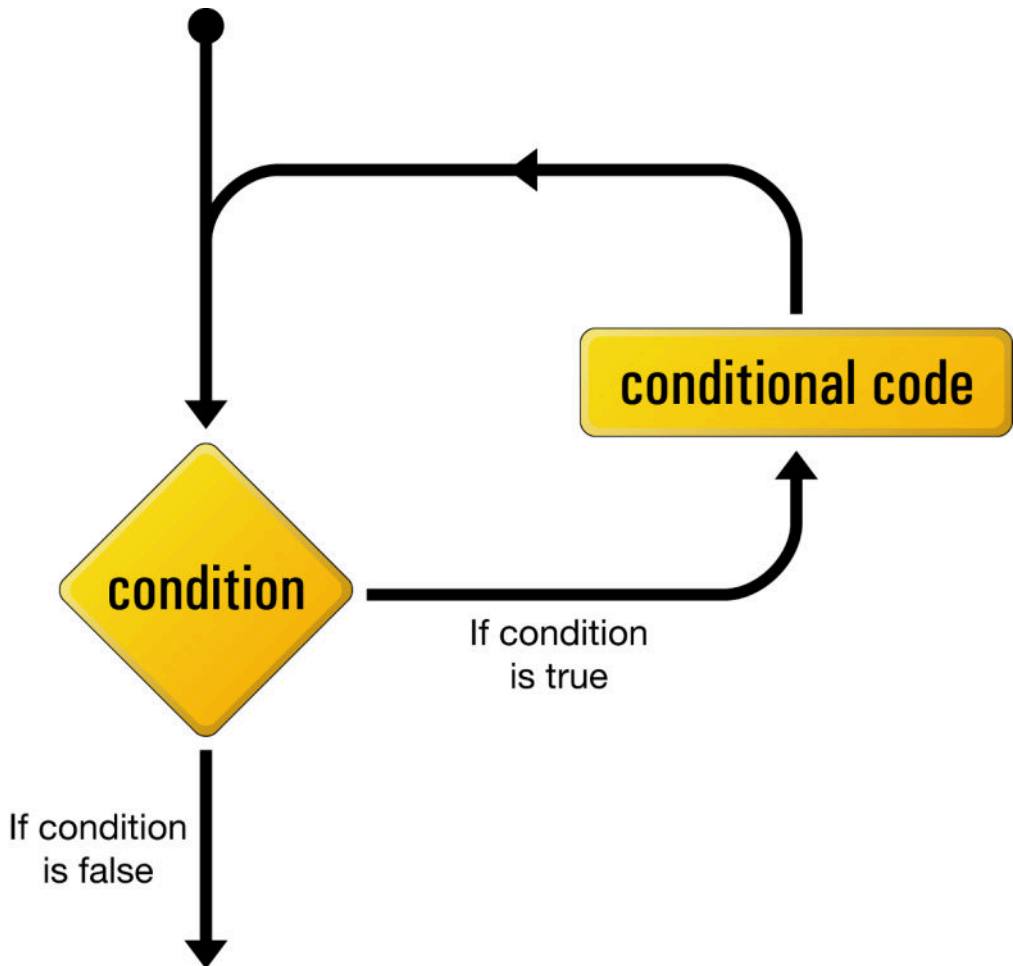 conditional code
condition
If condition
is true
If condition
is false